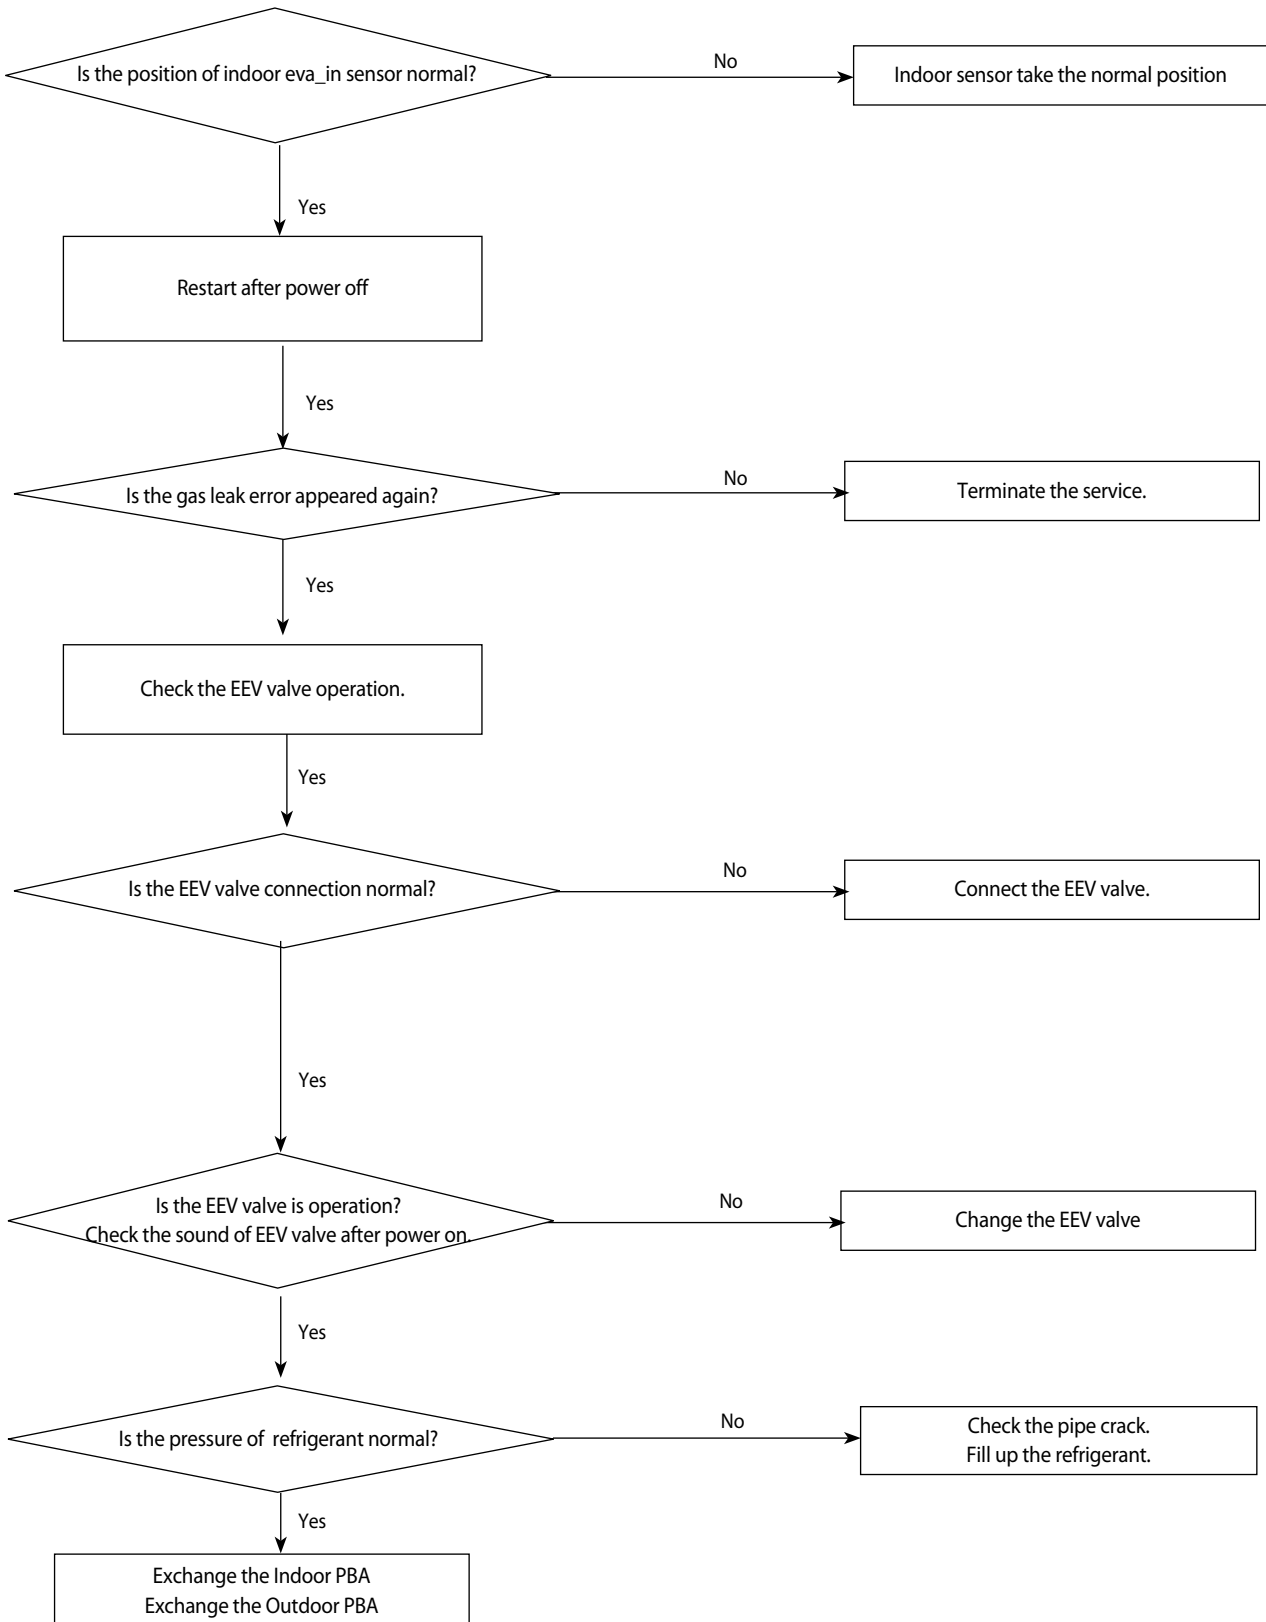 Is the position of indoor eva_in sensor normal?
No
Indoor sensor take the normal position
Yes
Restart after power off
Yes
Is the gas leak error appeared again?
No
Terminate the service.
Yes
Check the EEV valve operation.
Yes
Is the EEV valve connection normal?
No
Connect the EEV valve.
Yes
Is the EEV valve is operation?
Check the sound of EEV valve after power on.
No
Change the EEV valve
Yes
Is the pressure of refrigerant normal?
No
Check the pipe crack.
Fill up the refrigerant.
Yes
Exchange the Indoor PBA
Exchange the Outdoor PBA